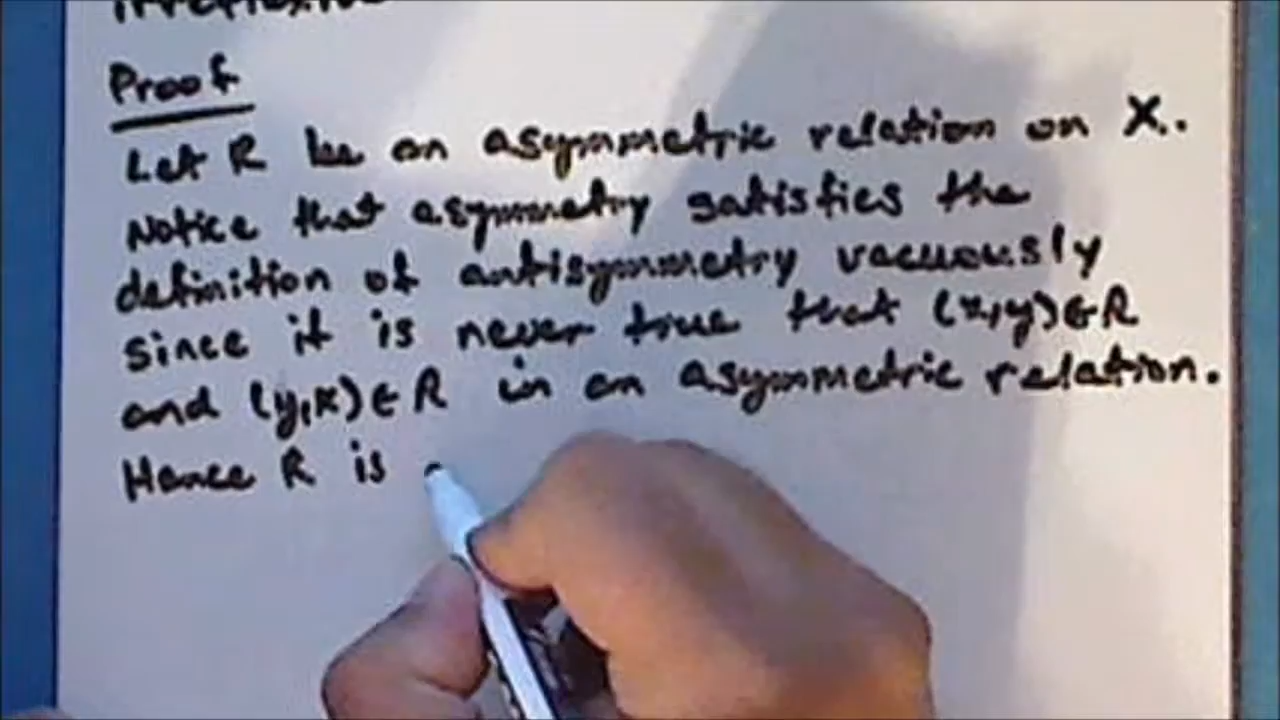 irreflexive
Proof
Let R be an asymmetric relation on X.
Notice that asymmetry satisfies the
definition of antisymmetry vacuously
since it is never true that (x,y)∈R
and (y,x)∈R in an asymmetric relation.
Hence R is